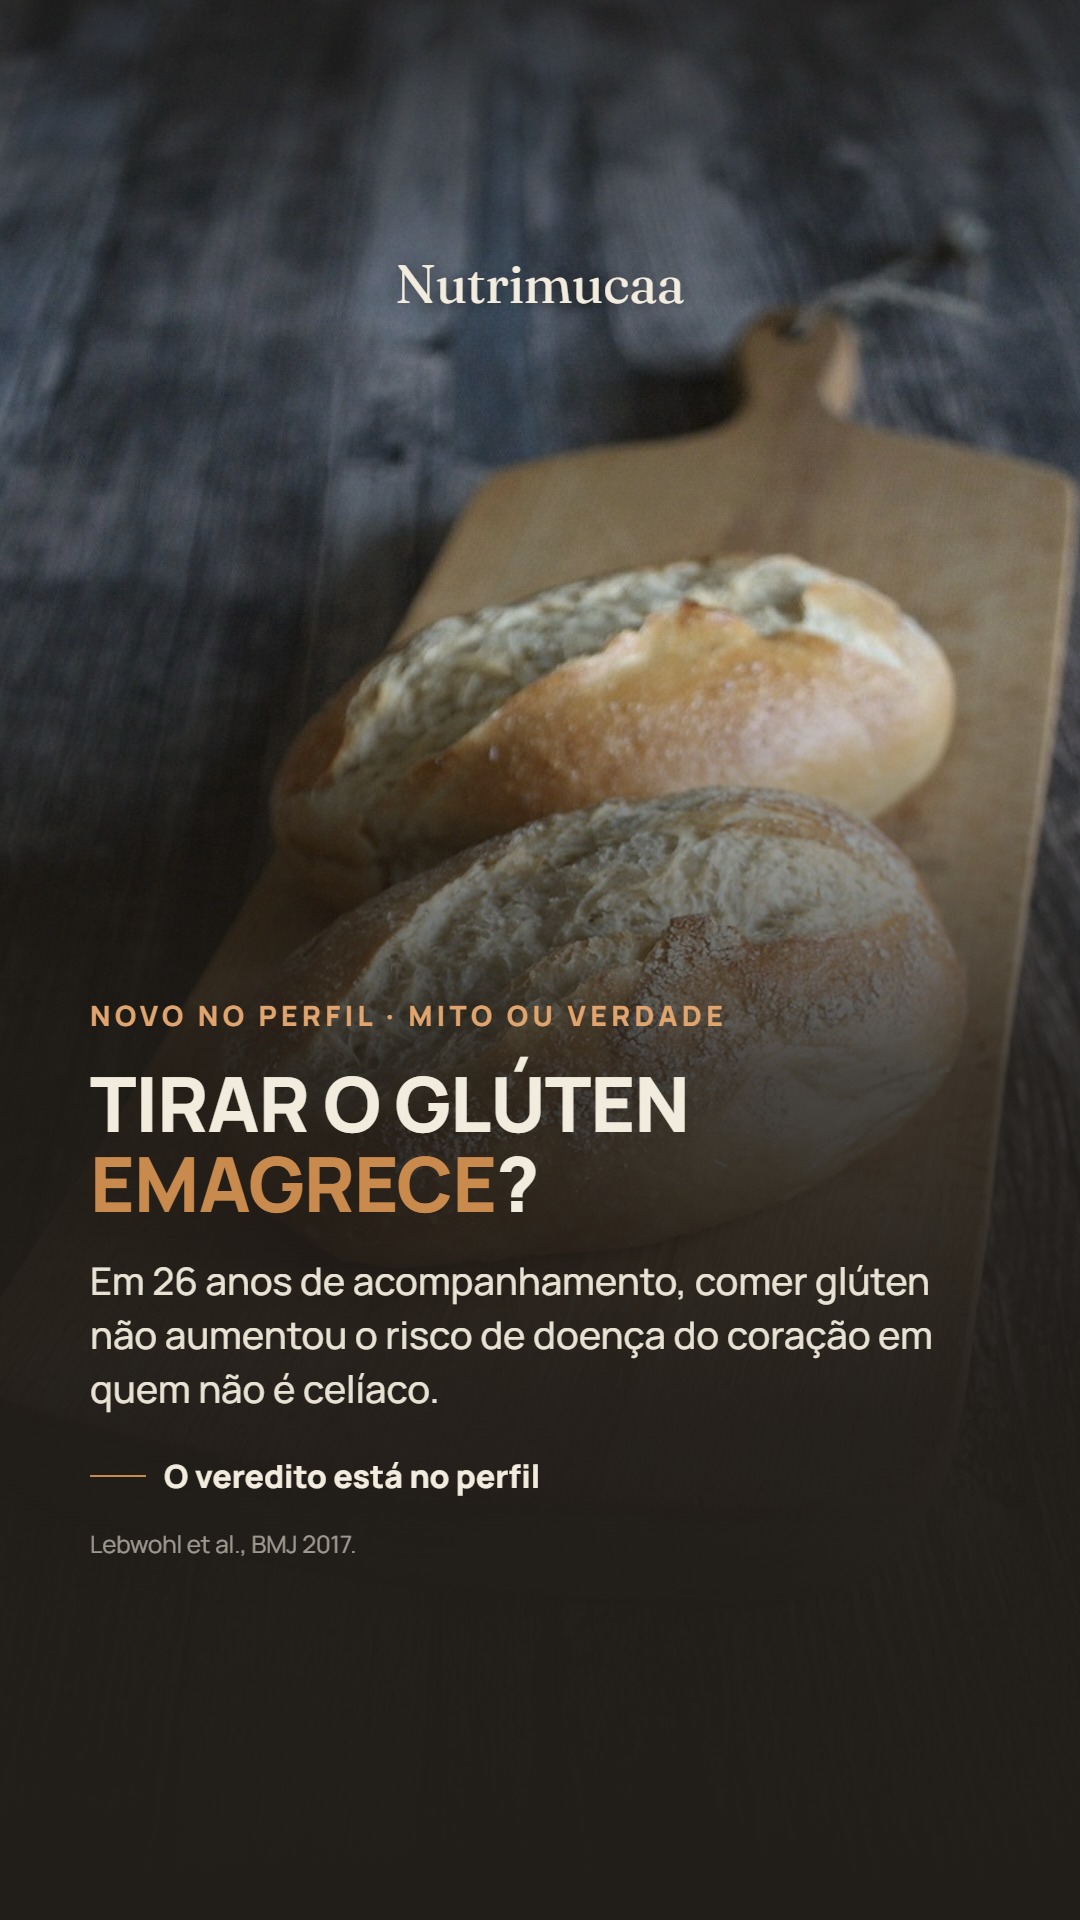 Nutrimucaa
NOVO NO PERFIL · MITO OU VERDADE
TIRAR O GLÚTEN
EMAGRECE?
Em 26 anos de acompanhamento, comer glúten
não aumentou o risco de doença do coração em
quem não é celíaco.
O veredito está no perfil
Lebwohl et al., BMJ 2017.